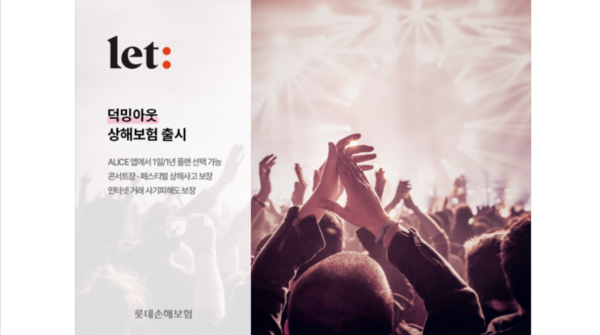 let:
덕밍아웃
상해보험 출시
ALICE 앱에서 1일/1년 플랜 선택 가능
콘서트장·페스티벌 상해사고 보장
인터넷 거래 사기피해도 보장
롯데손해보험